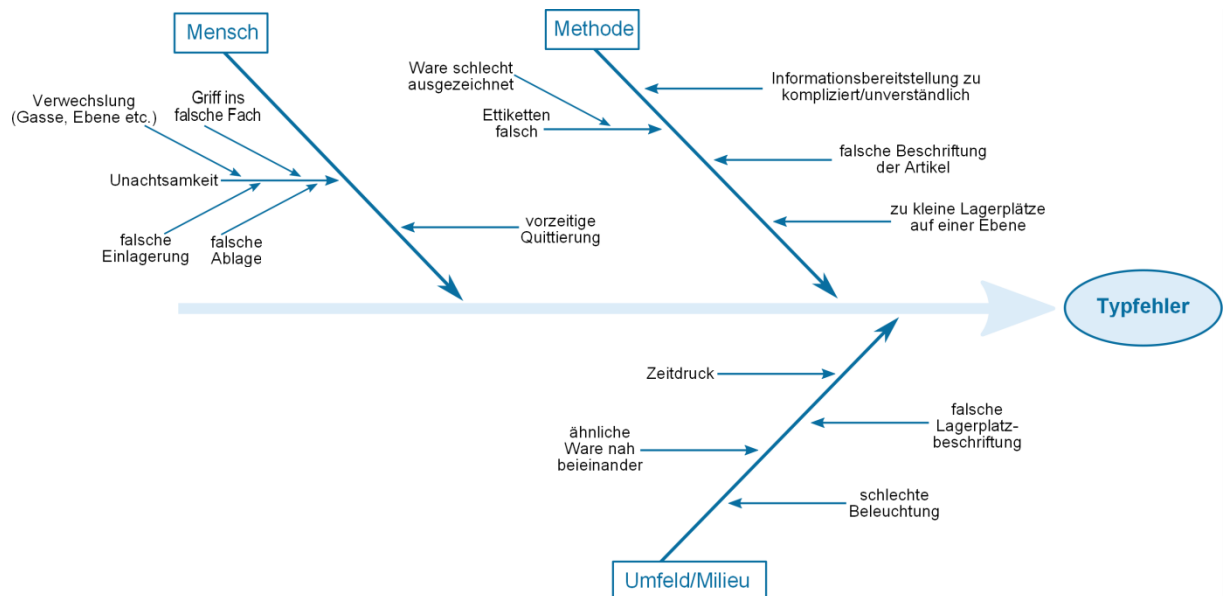 Mensch
Methode
Ware schlecht
ausgezeichnet
Informationsbereitstellung zu
kompliziert/unverständlich
Verwechslung
(Gasse, Ebene etc.)
Griff ins
falsche Fach
Ettiketten
falsch
falsche Beschriftung
der Artikel
Unachtsamkeit
zu kleine Lagerplätze
auf einer Ebene
vorzeitige
Quittierung
falsche
Einlagerung
falsche
Ablage
Typfehler
Zeitdruck
falsche
Lagerplatz-
beschriftung
ähnliche
Ware nah
beieinander
schlechte
Beleuchtung
Umfeld/Milieu